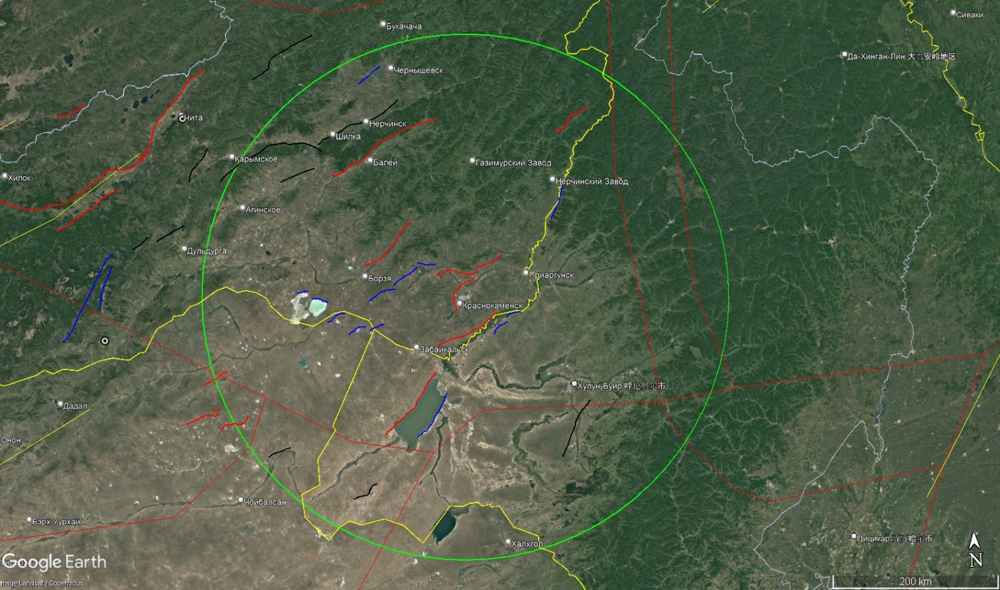 Сиваки
Букачача
Да-Хинган-Лин 大兴安岭地区
Чернышевск
Чита
Нерчинск
Шилка
Карымское
Балей
Газимурский Завод
Хилок
Нерчинский Завод
Агинское
Дульдурга
Приаргунск
Борзя
Краснокаменск
Забайкальск
Хулун-Буир 呼伦贝尔市
Дадал
Онон
Чойбалсан
Бэрх Уурхай
Цицикар 齐齐哈尔市
Халхгол
Google Earth
N
200 km
mage Landsat / Copernicus